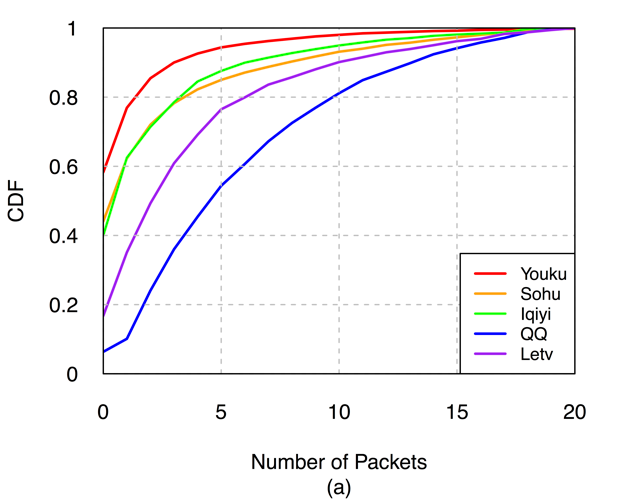 1
0.8
0.6
0.4
0.2
0
CDF
0 5 10 15 20
Youku
Sohu
Iqiyi
QQ
Letv
Number of Packets
(a)